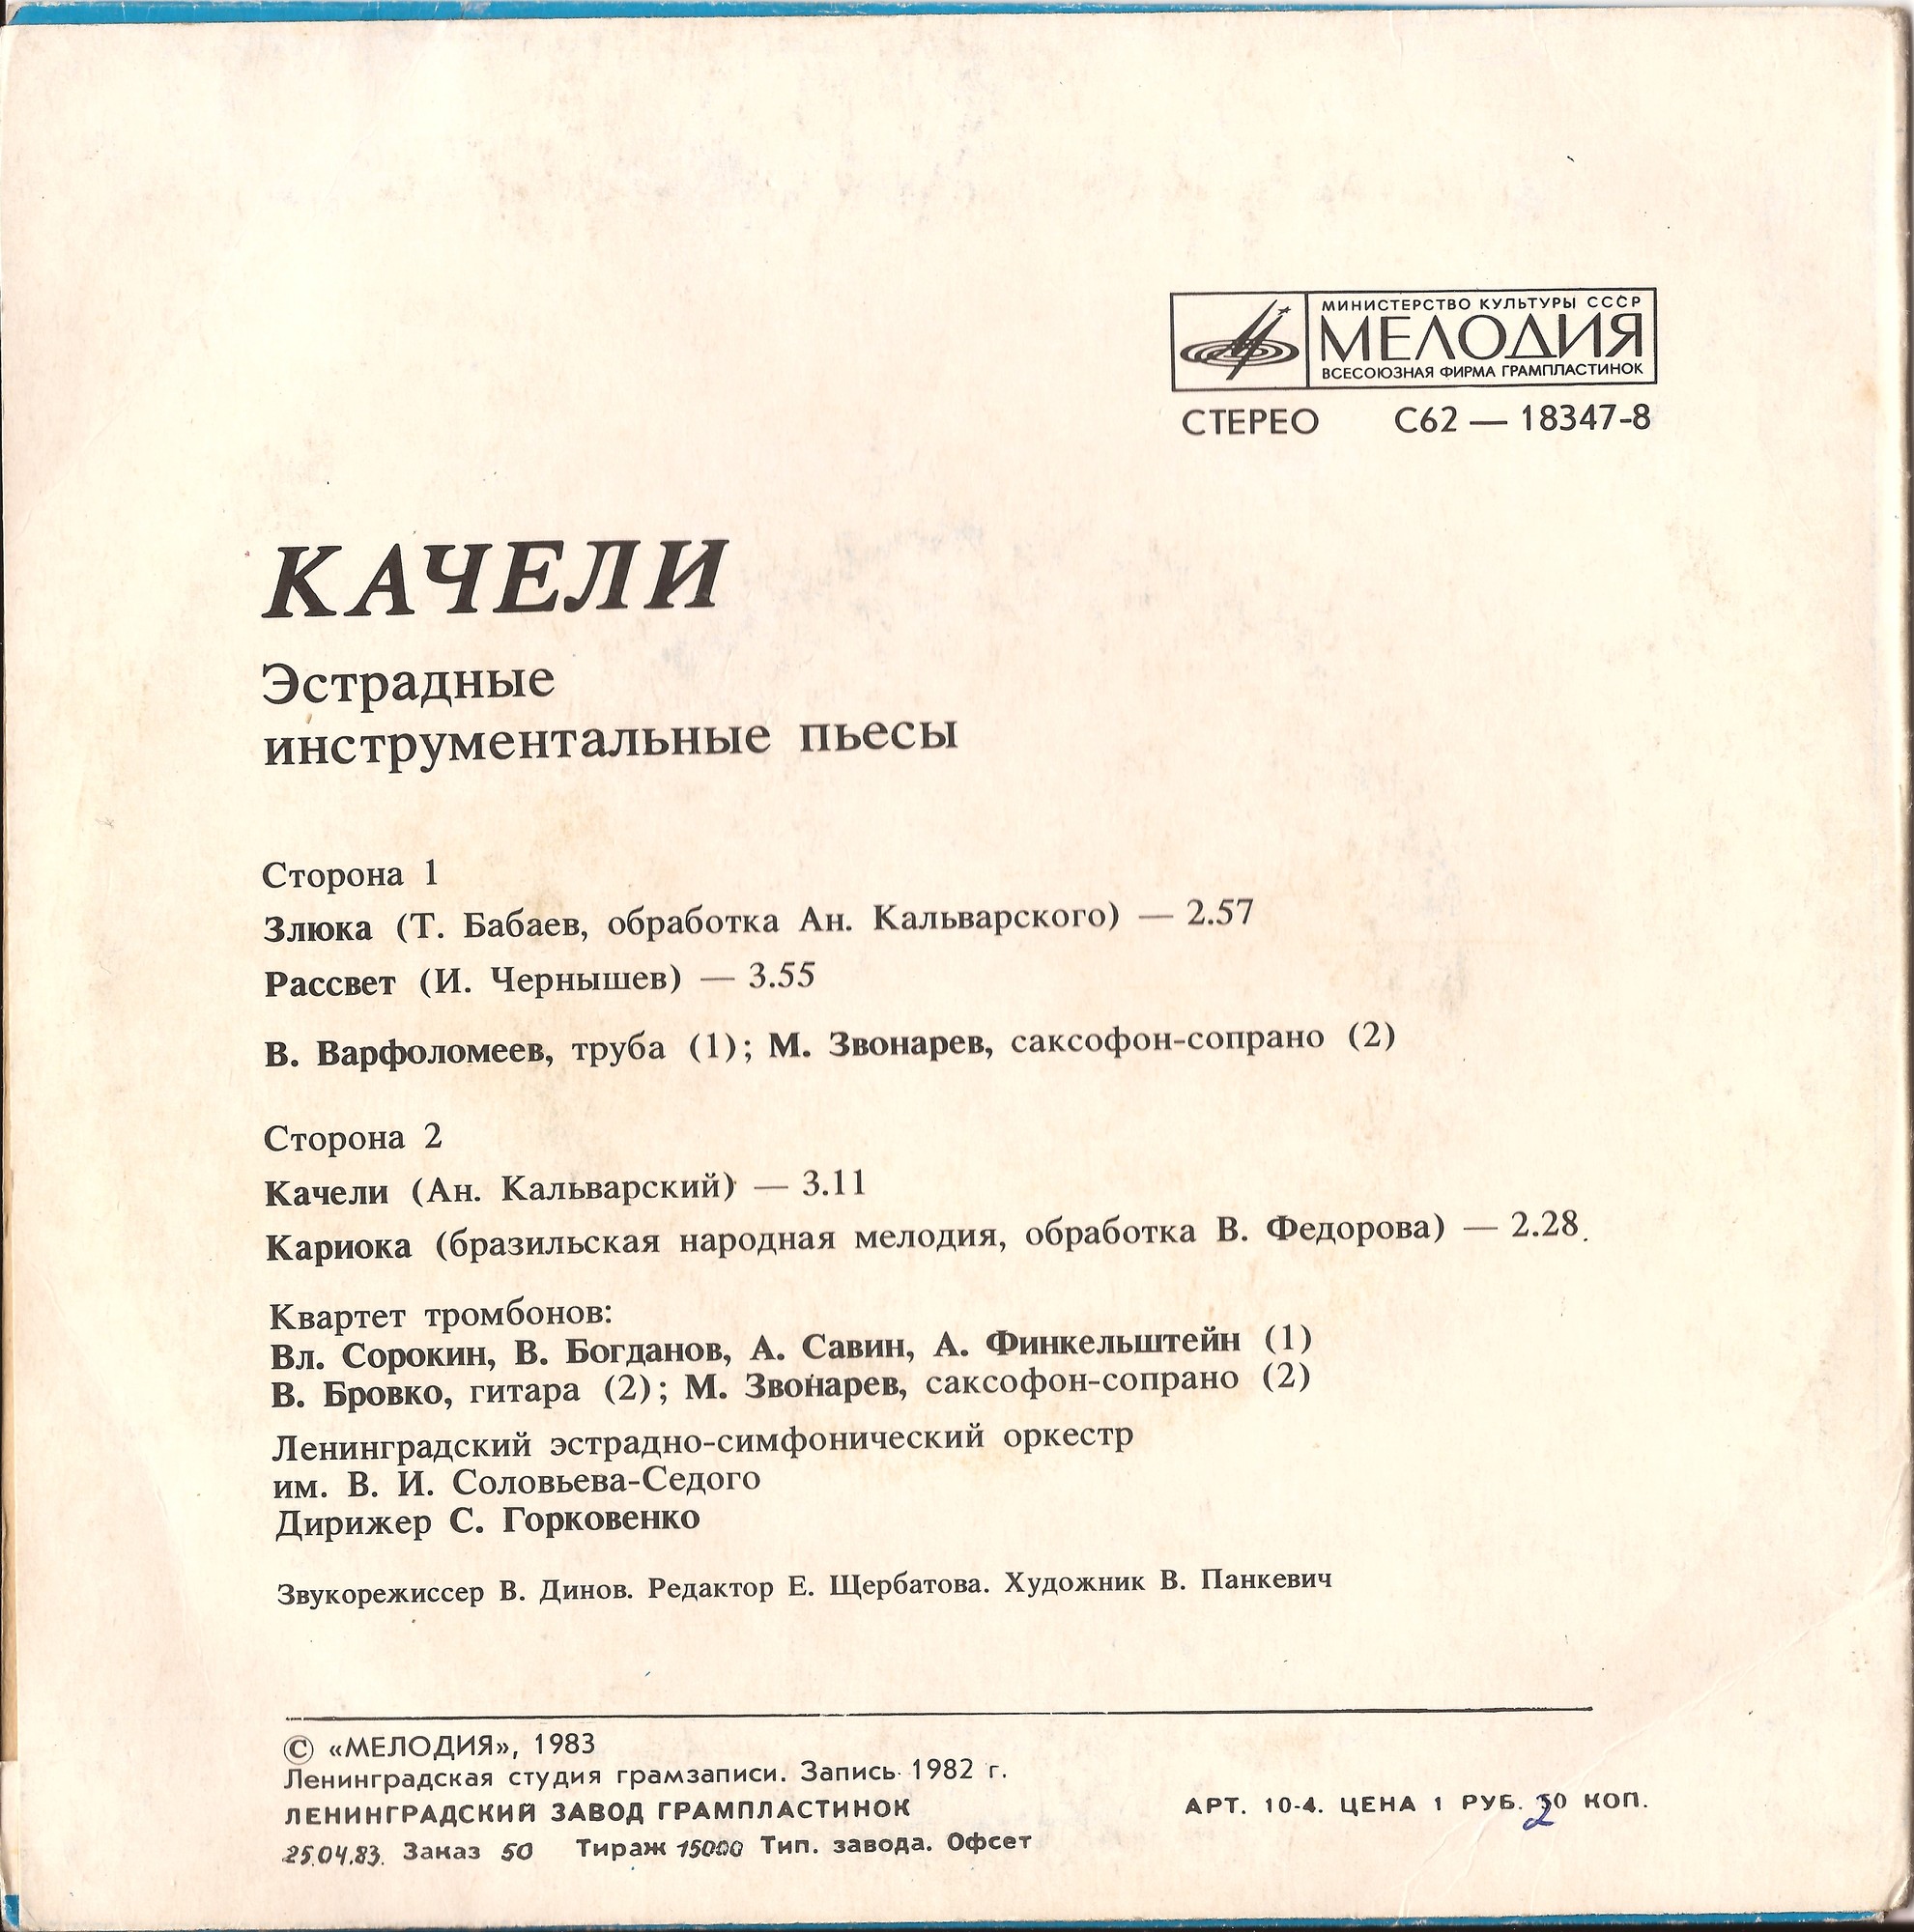 МИНИСТЕРСТВО КУЛЬТУРЫ СССР
МЕЛОДИЯ
ВСЕСОЮЗНАЯ ФИРМА ГРАМПЛАСТИНОК
СТЕРЕО С62 — 18347-8
КАЧЕЛИ
Эстрадные
инструментальные пьесы
Сторона 1
Злюка (Т. Бабаев, обработка Ан. Кальварского) — 2.57
Рассвет (И. Чернышев) — 3.55
В. Варфоломеев, труба (1); М. Звонарев, саксофон-сопрано (2)
Сторона 2
Качели (Ан. Кальварский) — 3.11
Кариока (бразильская народная мелодия, обработка В. Федорова) — 2.28.
Квартет тромбонов:
Вл. Сорокин, В. Богданов, А. Савин, А. Финкельштейн (1)
В. Бровко, гитара (2); М. Звонарев, саксофон-сопрано (2)
Ленинградский эстрадно-симфонический оркестр
им. В. И. Соловьева-Седого
Дирижер С. Горковенко
Звукорежиссер В. Динов. Редактор Е. Щербатова. Художник В. Панкевич
© «МЕЛОДИЯ», 1983
Ленинградская студия грамзаписи. Запись 1982 г.
ЛЕНИНГРАДСКИЙ ЗАВОД ГРАМПЛАСТИНОК
АРТ. 10-4. ЦЕНА 1 РУБ. КОП.
25.04.83. Заказ 50 Тираж 15000 Тип. завода. Офсет